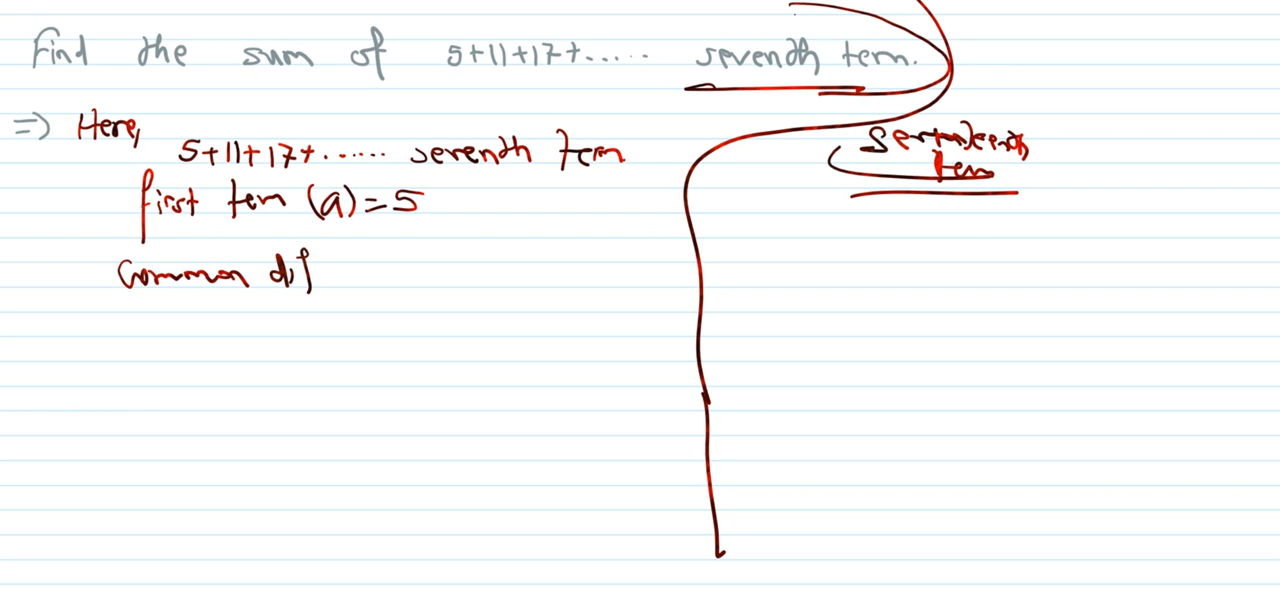 Find the sum of 5+11+17+...... seventh term.
=> Here,
5+11+17+....... seventh term
first term (a)=5
Common dif
term